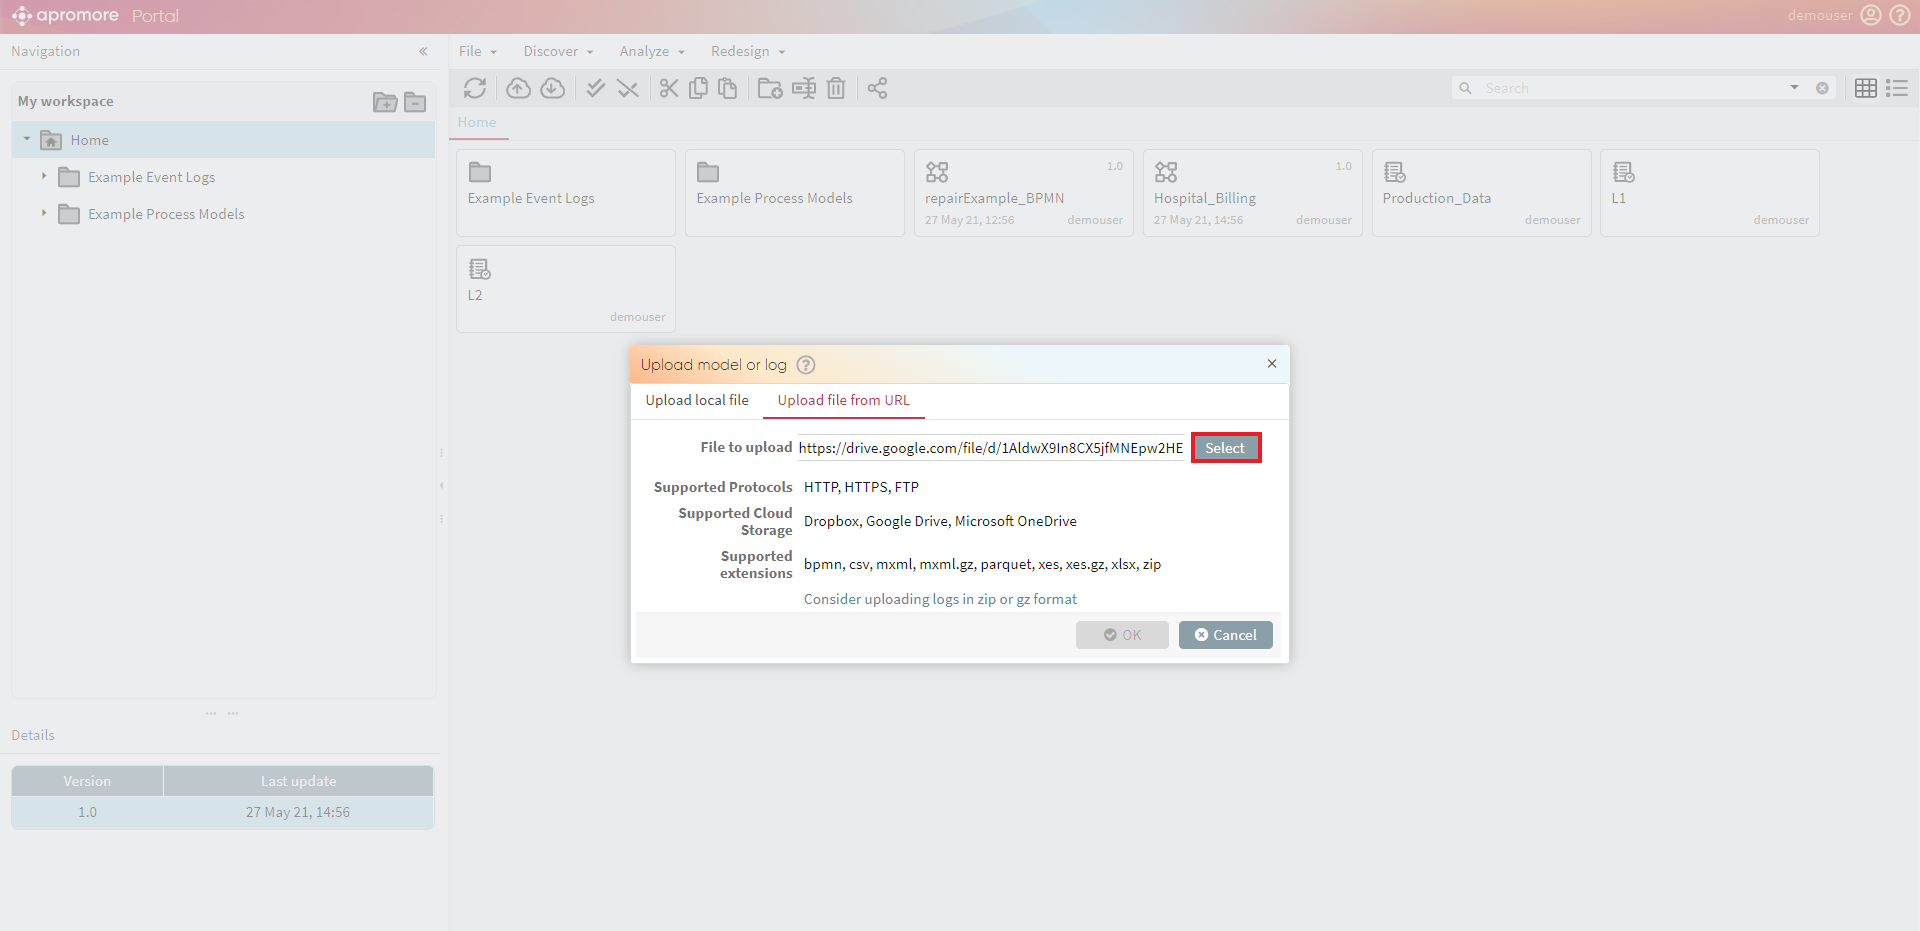 apromore Portal
demouser
Navigation
File Discover Analyze Redesign
My workspace
Search
Home
Example Event Logs
Example Process Models
Home
Example Event Logs
Example Process Models
1.0
repairExample_BPMN
27 May 21, 12:56 demouser
1.0
Hospital_Billing
27 May 21, 14:56 demouser
Production_Data
demouser
L1
demouser
L2
demouser
Upload model or log
Upload local file Upload file from URL
File to upload https://drive.google.com/file/d/1AldwX9In8CX5jfMNEpw2HE Select
Supported Protocols HTTP, HTTPS, FTP
Supported Cloud Storage Dropbox, Google Drive, Microsoft OneDrive
Supported extensions bpmn, csv, mxml, mxml.gz, parquet, xes, xes.gz, xlsx, zip
Consider uploading logs in zip or gz format
OK Cancel
Details
Version Last update
1.0 27 May 21, 14:56